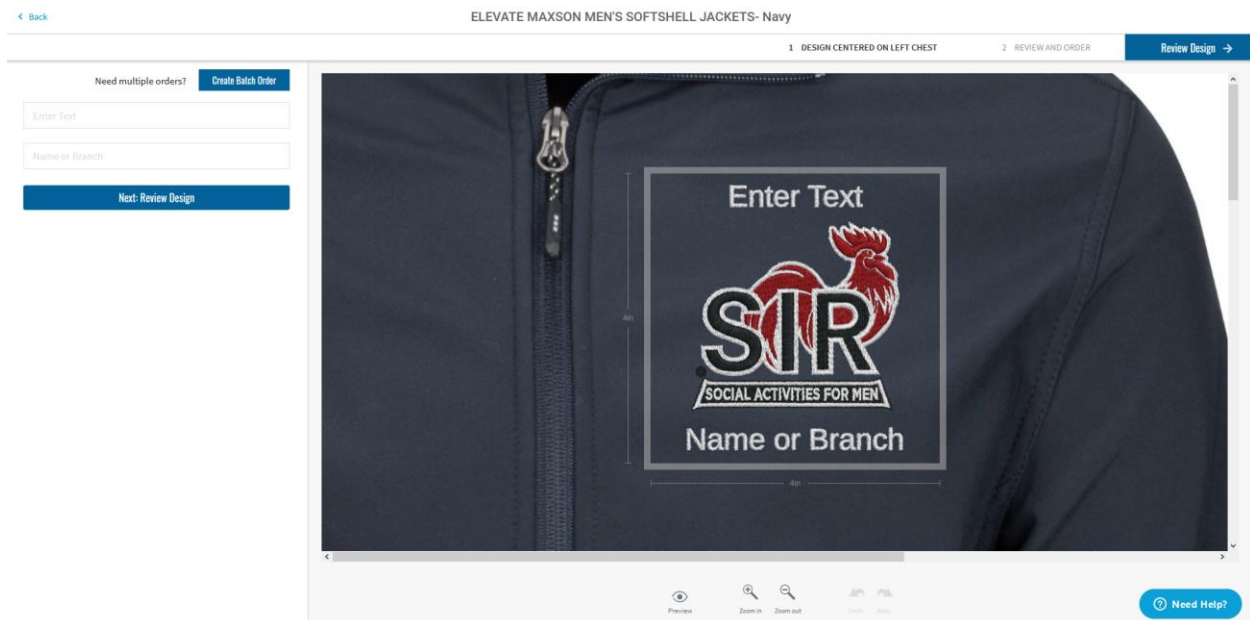 Back
ELEVATE MAXSON MEN'S SOFTSHELL JACKETS- Navy
1 DESIGN CENTERED ON LEFT CHEST
2 REVIEW AND ORDER
Review Design
Need multiple orders?
Create Batch Order
Enter Text
Name or Branch
Next: Review Design
Enter Text
SIR
SOCIAL ACTIVITIES FOR MEN
Name or Branch
4in
4in
Preview
Zoom in
Zoom out
Undo
Redo
Need Help?